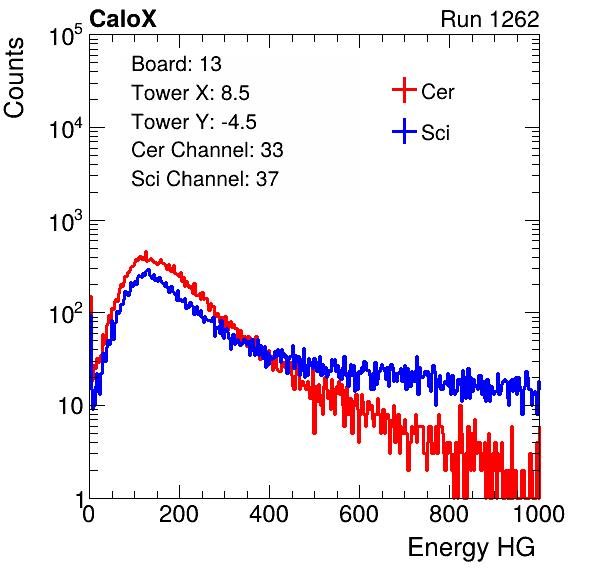 CaloX Run 1262
Counts
10^5
10^4
10^3
10^2
10
1
Board: 13
Tower X: 8.5
Tower Y: -4.5
Cer Channel: 33
Sci Channel: 37
Cer
Sci
0 200 400 600 800 1000
Energy HG